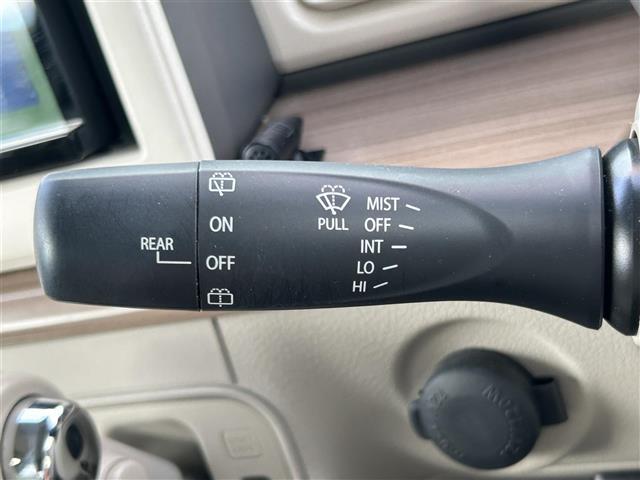 REAR
ON
OFF
PULL
MIST
OFF
INT
LO
HI